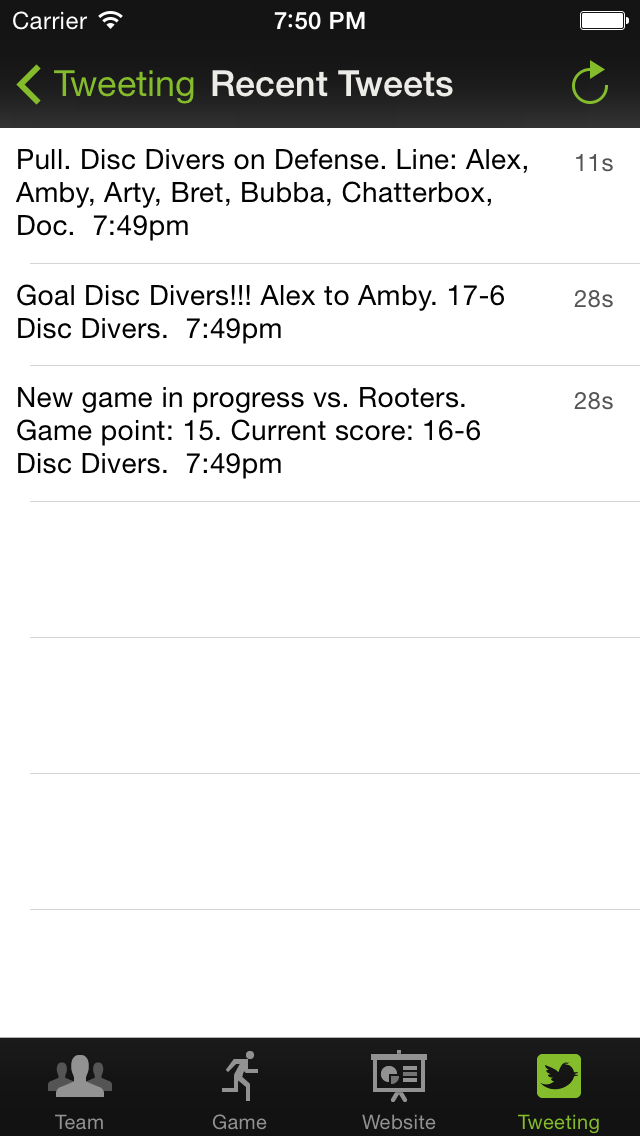 Carrier 7:50 PM
Tweeting Recent Tweets
Pull. Disc Divers on Defense. Line: Alex, 11s
Amby, Arty, Bret, Bubba, Chatterbox,
Doc.  7:49pm
Goal Disc Divers!!! Alex to Amby. 17-6 28s
Disc Divers.  7:49pm
New game in progress vs. Rooters. 28s
Game point: 15. Current score: 16-6
Disc Divers.  7:49pm
Team Game Website Tweeting